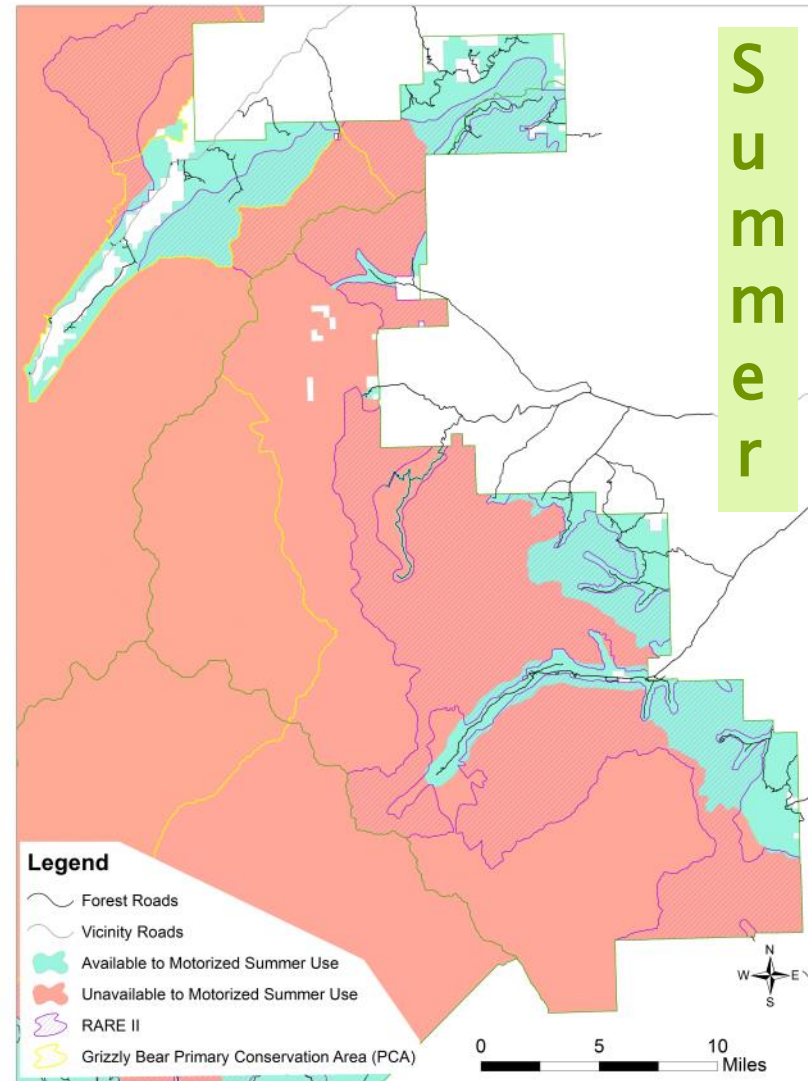 Summer
Legend
Forest Roads
Vicinity Roads
Available to Motorized Summer Use
Unavailable to Motorized Summer Use
RARE II
Grizzly Bear Primary Conservation Area (PCA)
N
W E
S
0 5 10
Miles